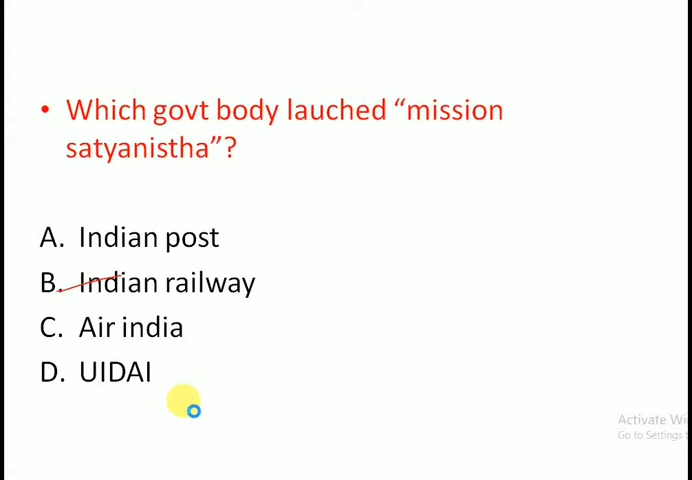 • Which govt body lauched “mission
satyanistha”?
A. Indian post
B. Indian railway
C. Air india
D. UIDAI
Activate Wi
Go to Settings